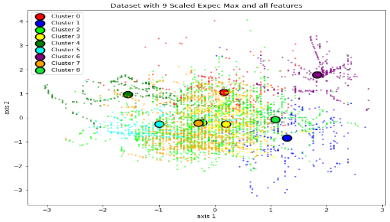 Dataset with 9 Scaled Expec Max and all features
Cluster 0
Cluster 1
Cluster 2
Cluster 3
Cluster 4
Cluster 5
Cluster 6
Cluster 7
Cluster 8
axis 2
4
3
2
1
0
−1
−2
−3
−3
−2
−1
0
1
2
3
axis 1